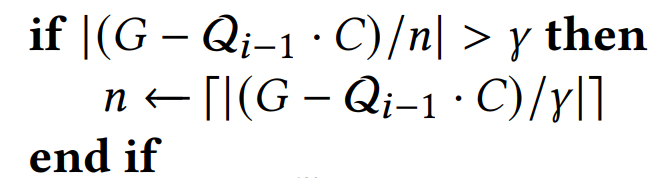 if |(G − Q_{i−1} · C)/n| > γ then
n ← ⌈|(G − Q_{i−1} · C)/γ|⌉
end if